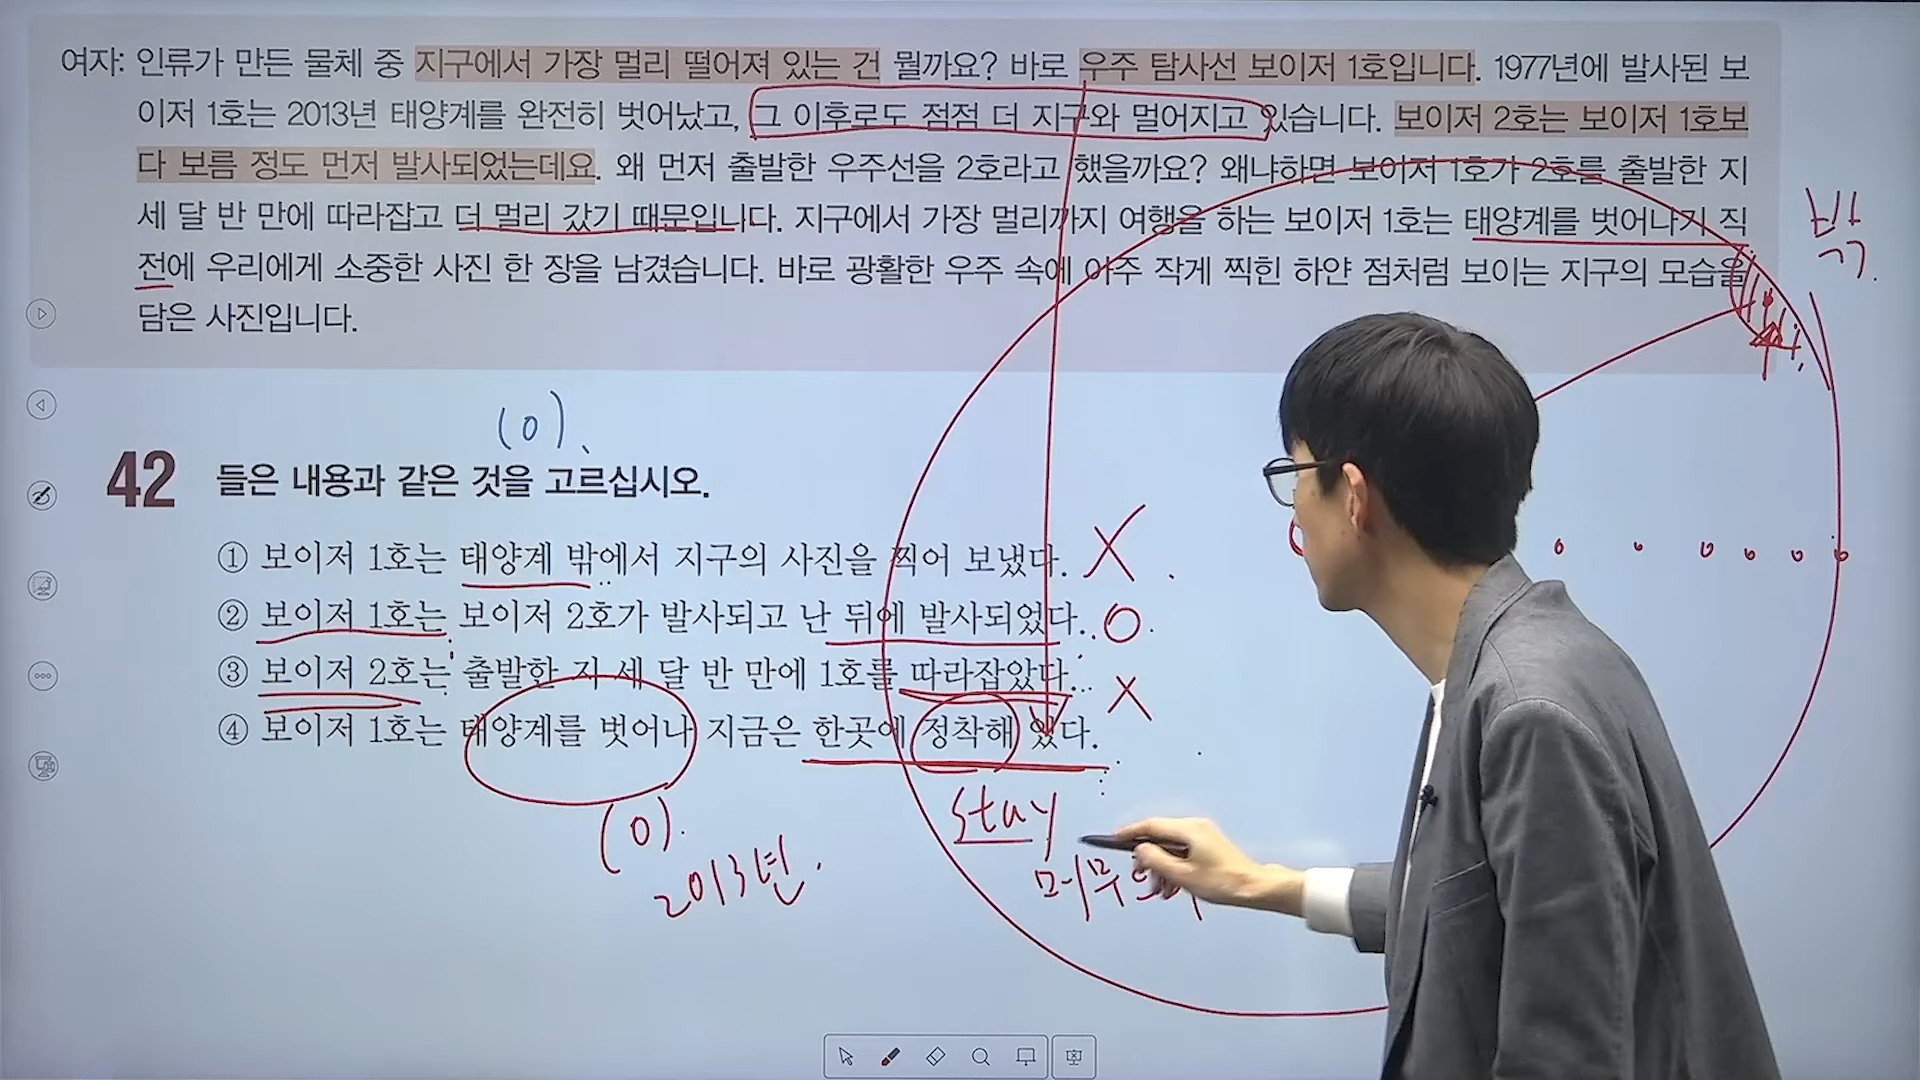 여자: 인류가 만든 물체 중 지구에서 가장 멀리 떨어져 있는 건 뭘까요? 바로 우주 탐사선 보이저 1호입니다. 1977년에 발사된 보
이저 1호는 2013년 태양계를 완전히 벗어났고, 그 이후로도 점점 더 지구와 멀어지고 있습니다. 보이저 2호는 보이저 1호보
다 보름 정도 먼저 발사되었는데요. 왜 먼저 출발한 우주선을 2호라고 했을까요? 왜냐하면 보이저 1호가 2호를 출발한 지
세 달 반 만에 따라잡고 더 멀리 갔기 때문입니다. 지구에서 가장 멀리까지 여행을 하는 보이저 1호는 태양계를 벗어나기 직
전에 우리에게 소중한 사진 한 장을 남겼습니다. 바로 광활한 우주 속에 아주 작게 찍힌 하얀 점처럼 보이는 지구의 모습을
담은 사진입니다.
밖
(0).
42 들은 내용과 같은 것을 고르십시오.
① 보이저 1호는 태양계 밖에서 지구의 사진을 찍어 보냈다. X
② 보이저 1호는 보이저 2호가 발사되고 난 뒤에 발사되었다. O
③ 보이저 2호는 출발한 지 세 달 반 만에 1호를 따라잡았다. X
④ 보이저 1호는 태양계를 벗어나 지금은 한곳에 정착해 있다.
(0).
2013년.
stay